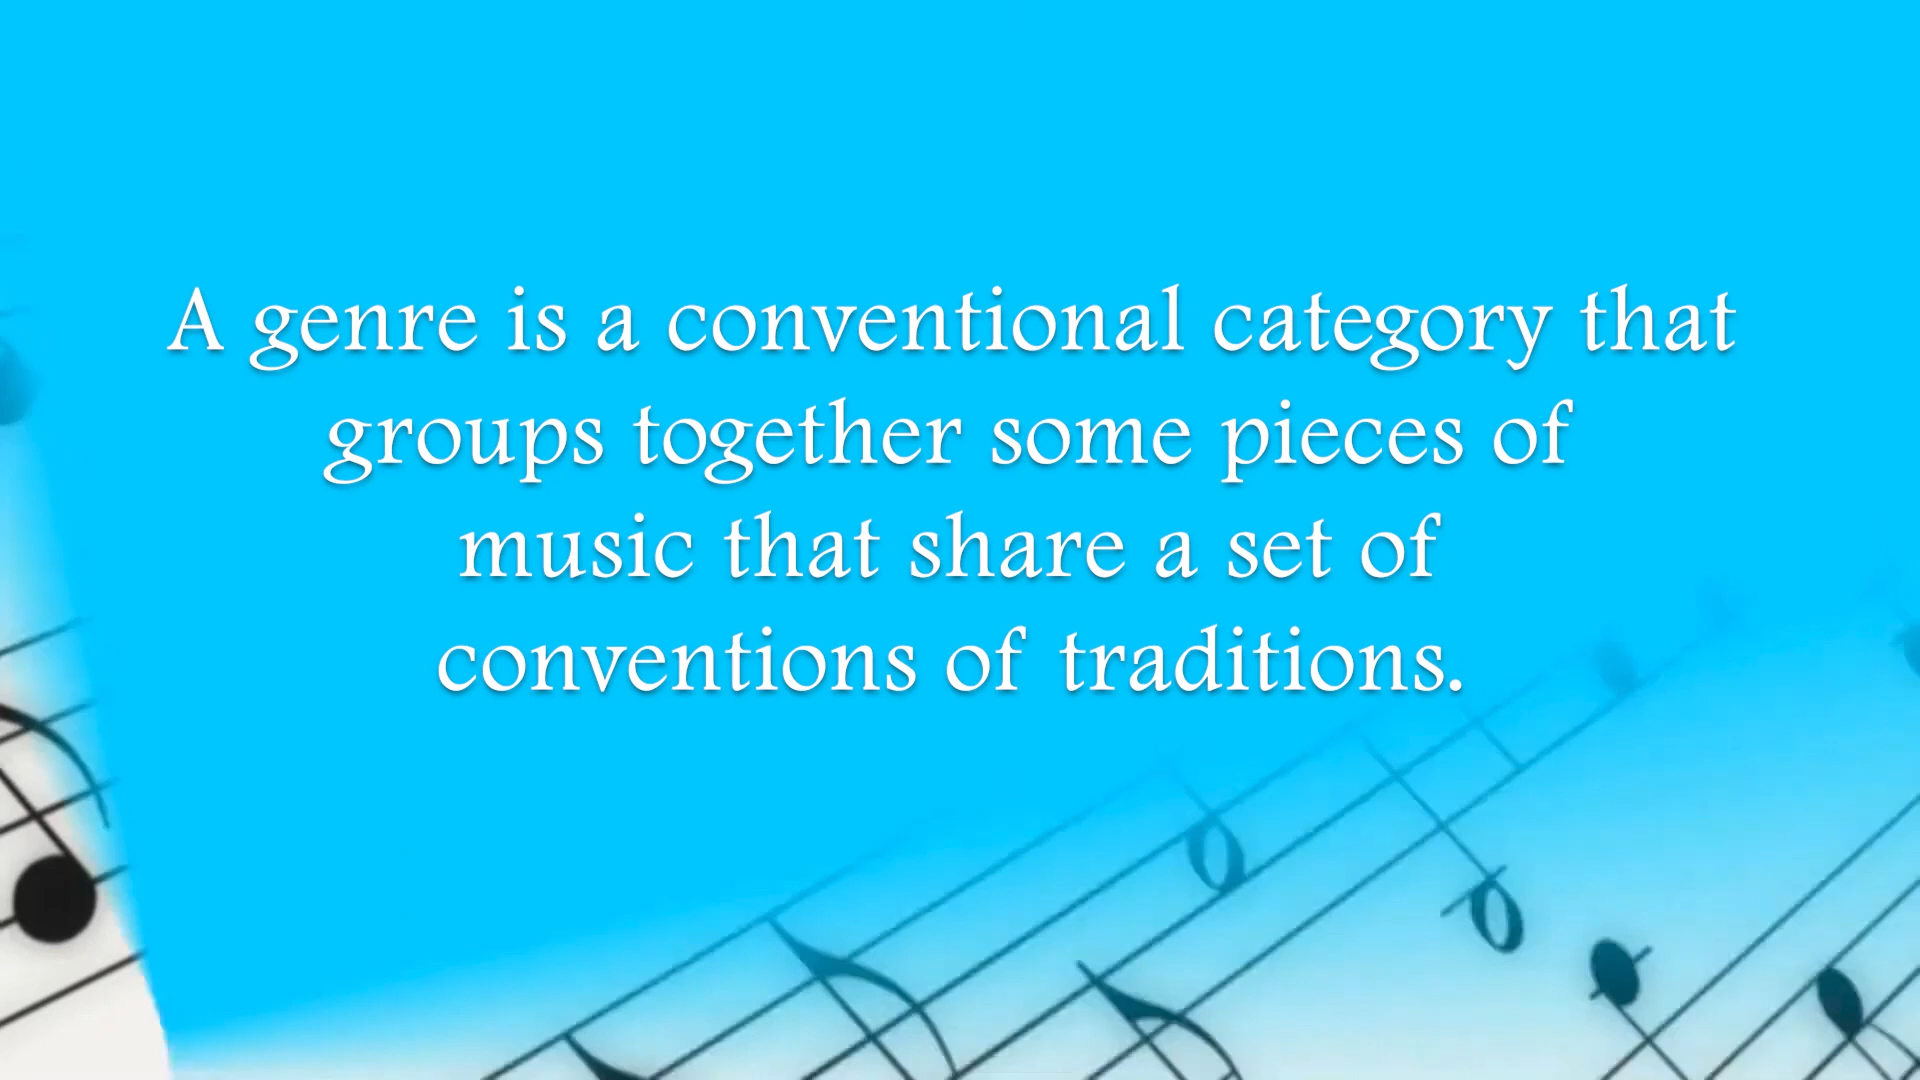 A genre is a conventional category that
groups together some pieces of
music that share a set of
conventions of traditions.